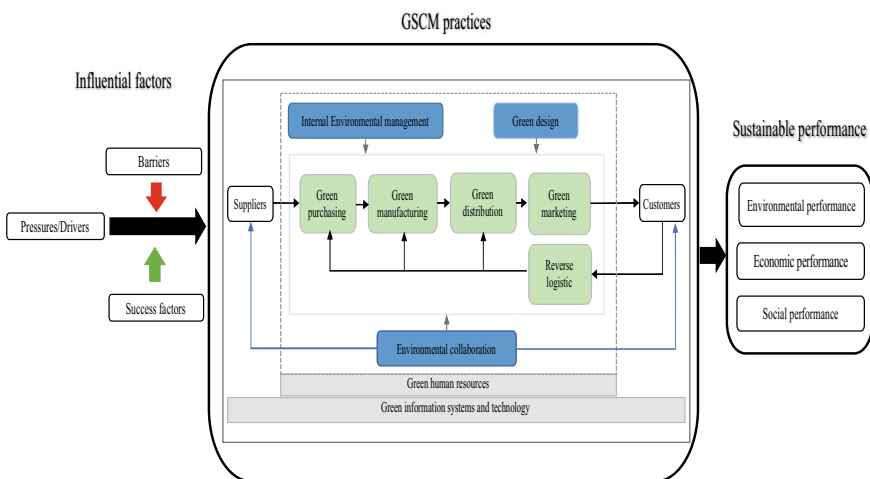 GSCM practices
Influential factors
Sustainable performance
Barriers
Pressures/Drivers
Success factors
Internal Environmental management
Green design
Suppliers
Green
purchasing
Green
manufacturing
Green
distribution
Green
marketing
Customers
Reverse
logistic
Environmental collaboration
Green human resources
Green information systems and technology
Environmental performance
Economic performance
Social performance